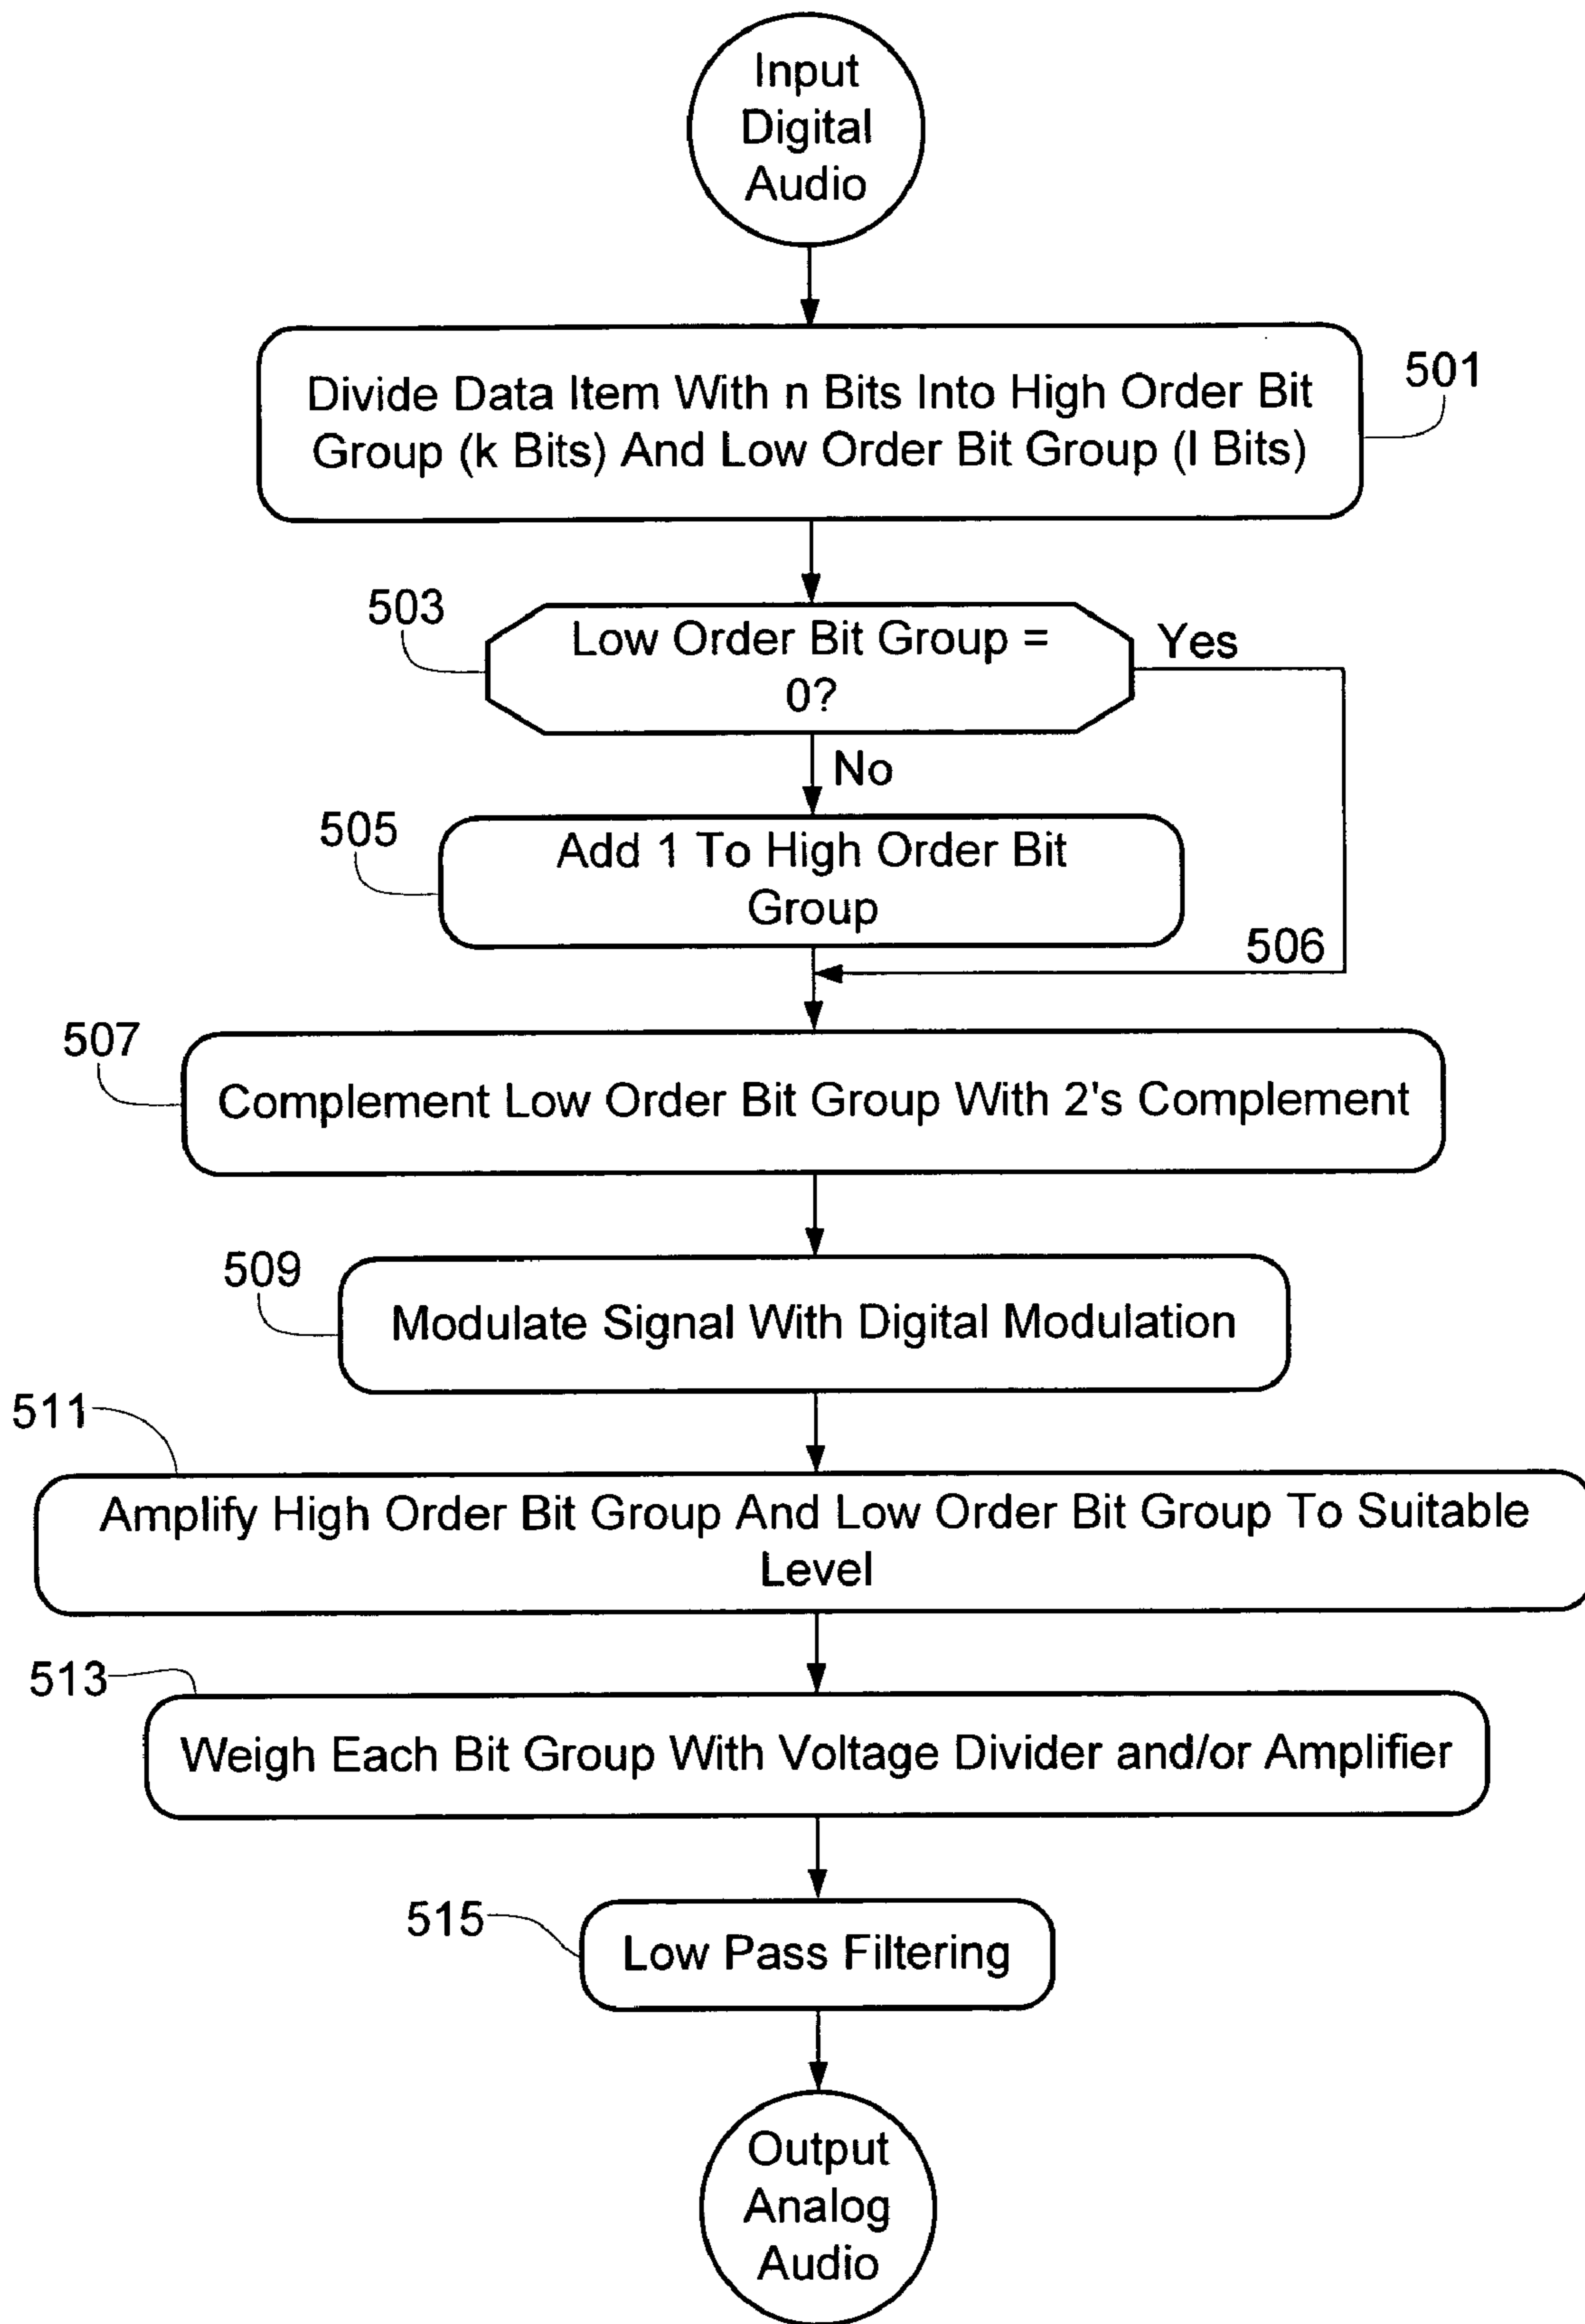 Input
Digital
Audio
Divide Data Item With n Bits Into High Order Bit
Group (k Bits) And Low Order Bit Group (l Bits)
501
503
Low Order Bit Group =
0?
Yes
No
505
Add 1 To High Order Bit
Group
506
507
Complement Low Order Bit Group With 2's Complement
509
Modulate Signal With Digital Modulation
511
Amplify High Order Bit Group And Low Order Bit Group To Suitable
Level
513
Weigh Each Bit Group With Voltage Divider and/or Amplifier
515
Low Pass Filtering
Output
Analog
Audio